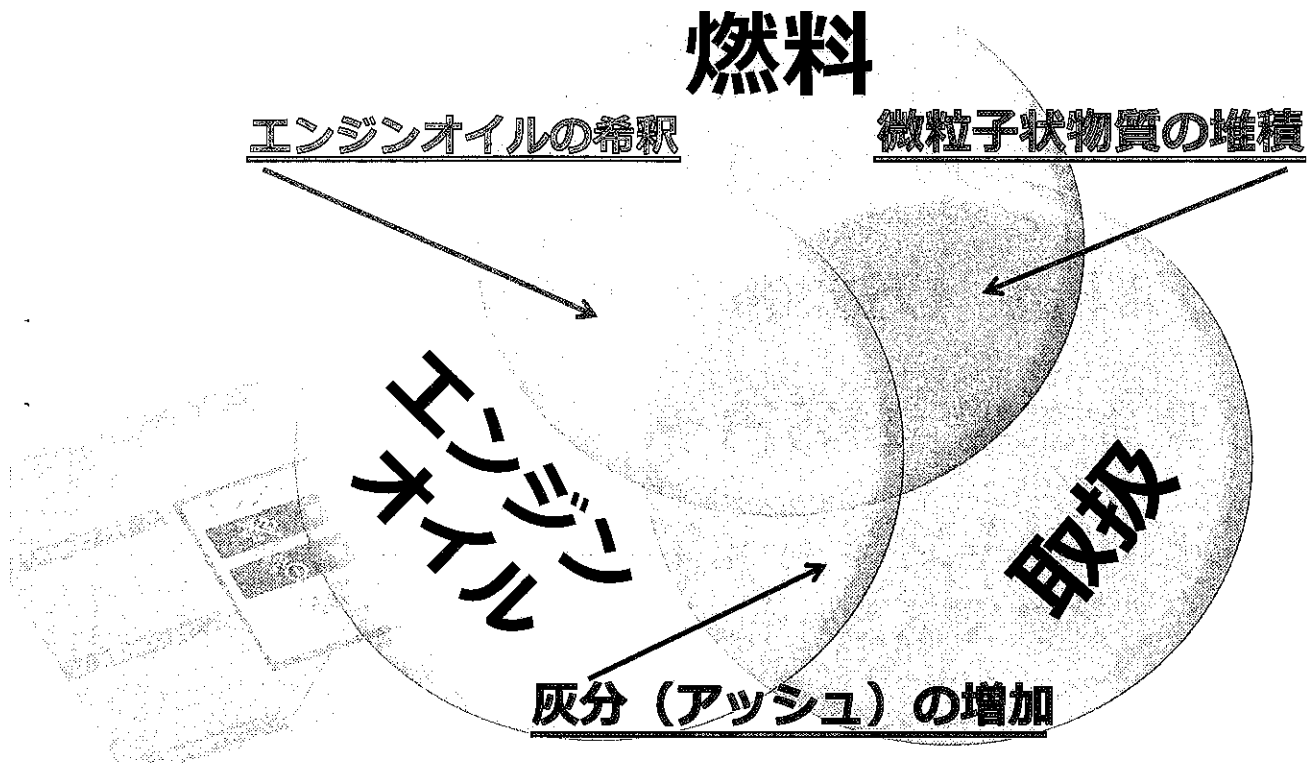 燃料
エンジンオイルの希釈
微粒子状物質の堆積
エンジン
オイル
取扱
灰分（アッシュ）の増加